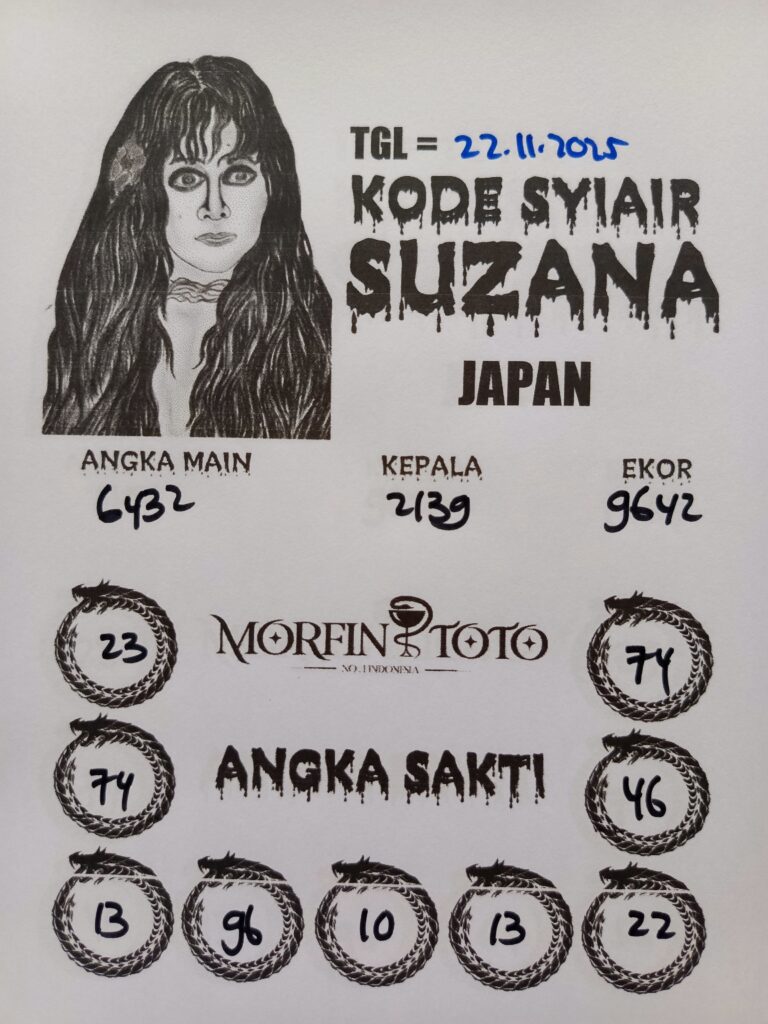 TGL = 22.11.2025
KODE SYIAIR
SUZANA
JAPAN
ANGKA MAIN KEPALA EKOR
6432 2139 9642
23 MORFIN TOTO 74
NO.1 INDONESIA
74 ANGKA SAKTI 46
13 96 10 13 22